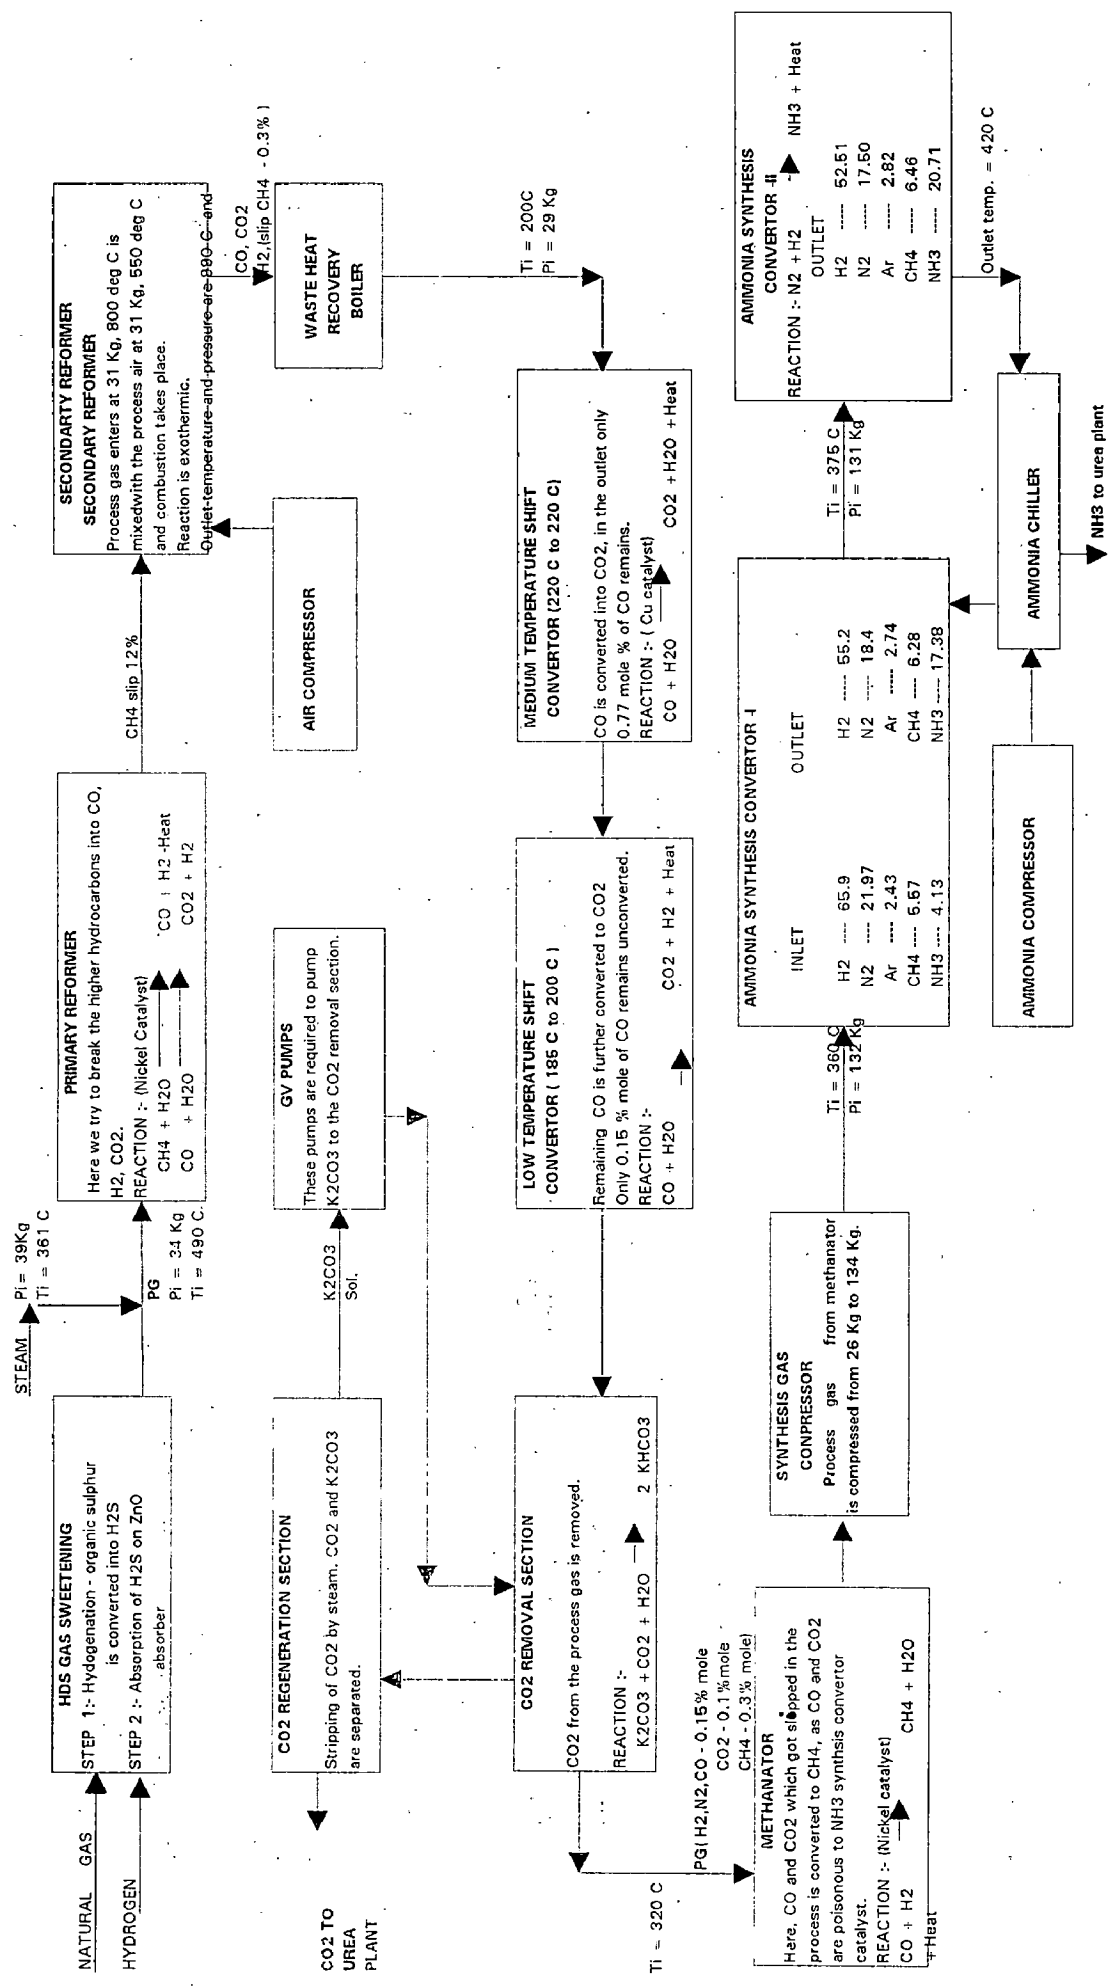 NATURAL GAS
HYDROGEN
HDS GAS SWEETENING
STEP 1:- Hydogenation - organic sulphur
is converted into H2S
STEP 2 :- Absorption of H2S on ZnO
absorber
STEAM
Pi = 39Kg
Ti = 361 C
PG
Pi = 34 Kg
Ti = 490 C.
PRIMARY REFORMER
Here we try to break the higher hydrocarbons into CO,
H2, CO2.
REACTION :- (Nickel Catalyst)
CH4 + H2O CO + H2 -Heat
CO + H2O CO2 + H2
CH4 slip 12%
SECONDARTY REFORMER
SECONDARY REFORMER
Process gas enters at 31 Kg, 800 deg C is
mixedwith the process air at 31 Kg, 550 deg C
and combustion takes place.
Reaction is exothermic.
Outlet temperature and pressure are 990 C and
CO, CO2
H2,(slip CH4 - 0.3% )
AIR COMPRESSOR
WASTE HEAT
RECOVERY
BOILER
Ti = 200C
Pi = 29 Kg
CO2 TO
UREA
PLANT
CO2 REGENERATION SECTION
Stripping of CO2 by steam. CO2 and K2CO3
are separated.
K2CO3
Sol.
GV PUMPS
These pumps are required to pump
K2CO3 to the CO2 removal section.
MEDIUM TEMPERATURE SHIFT
CONVERTOR (220 C to 220 C)
CO is converted into CO2, in the outlet only
0.77 mole % of CO remains.
REACTION :- ( Cu catalyst)
CO + H2O CO2 +H2O +Heat
LOW TEMPERATURE SHIFT
CONVERTOR ( 185 C to 200 C )
Remaining CO is further converted to CO2
Only 0.15 % mole of CO remains unconverted.
REACTION :-
CO + H2O CO2 + H2 + Heat
CO2 REMOVAL SECTION
CO2 from the process gas is removed.
REACTION :-
K2CO3 + CO2 + H2O 2 KHCO3
Ti = 320 C
PG( H2,N2,CO - 0.15% mole
CO2 - 0.1%mole
CH4 - 0.3% mole)
METHANATOR
Here, CO and CO2 which got slipped in the
process is converted to CH4, as CO and CO2
are poisonous to NH3 synthsis convertor
catalyst.
REACTION :- (Nickel catalyst)
CO + H2 CH4 + H2O
+Heat
SYNTHESIS GAS
CONPRESSOR
Process gas from methanator
is compressed from 26 Kg to 134 Kg.
Ti = 360 C
Pi = 132 Kg
AMMONIA SYNTHESIS CONVERTOR -I
INLET OUTLET
H2 ---- 65.9 H2 ----- 55.2
N2 ---- 21.97 N2 ----- 18.4
Ar ---- 2.43 Ar ----- 2.74
CH4 ---- 5.57 CH4 ---- 6.28
NH3 ---- 4.13 NH3 ---- 17.38
Ti = 375 C
Pi = 131 Kg
AMMONIA SYNTHESIS
CONVERTOR -II
REACTION :- N2 + H2 NH3 + Heat
OUTLET
H2 ----- 52.51
N2 ----- 17.50
Ar ----- 2.82
CH4 ----- 6.46
NH3 ----- 20.71
Outlet temp. = 420 C
AMMONIA COMPRESSOR
AMMONIA CHILLER
NH3 to urea plant